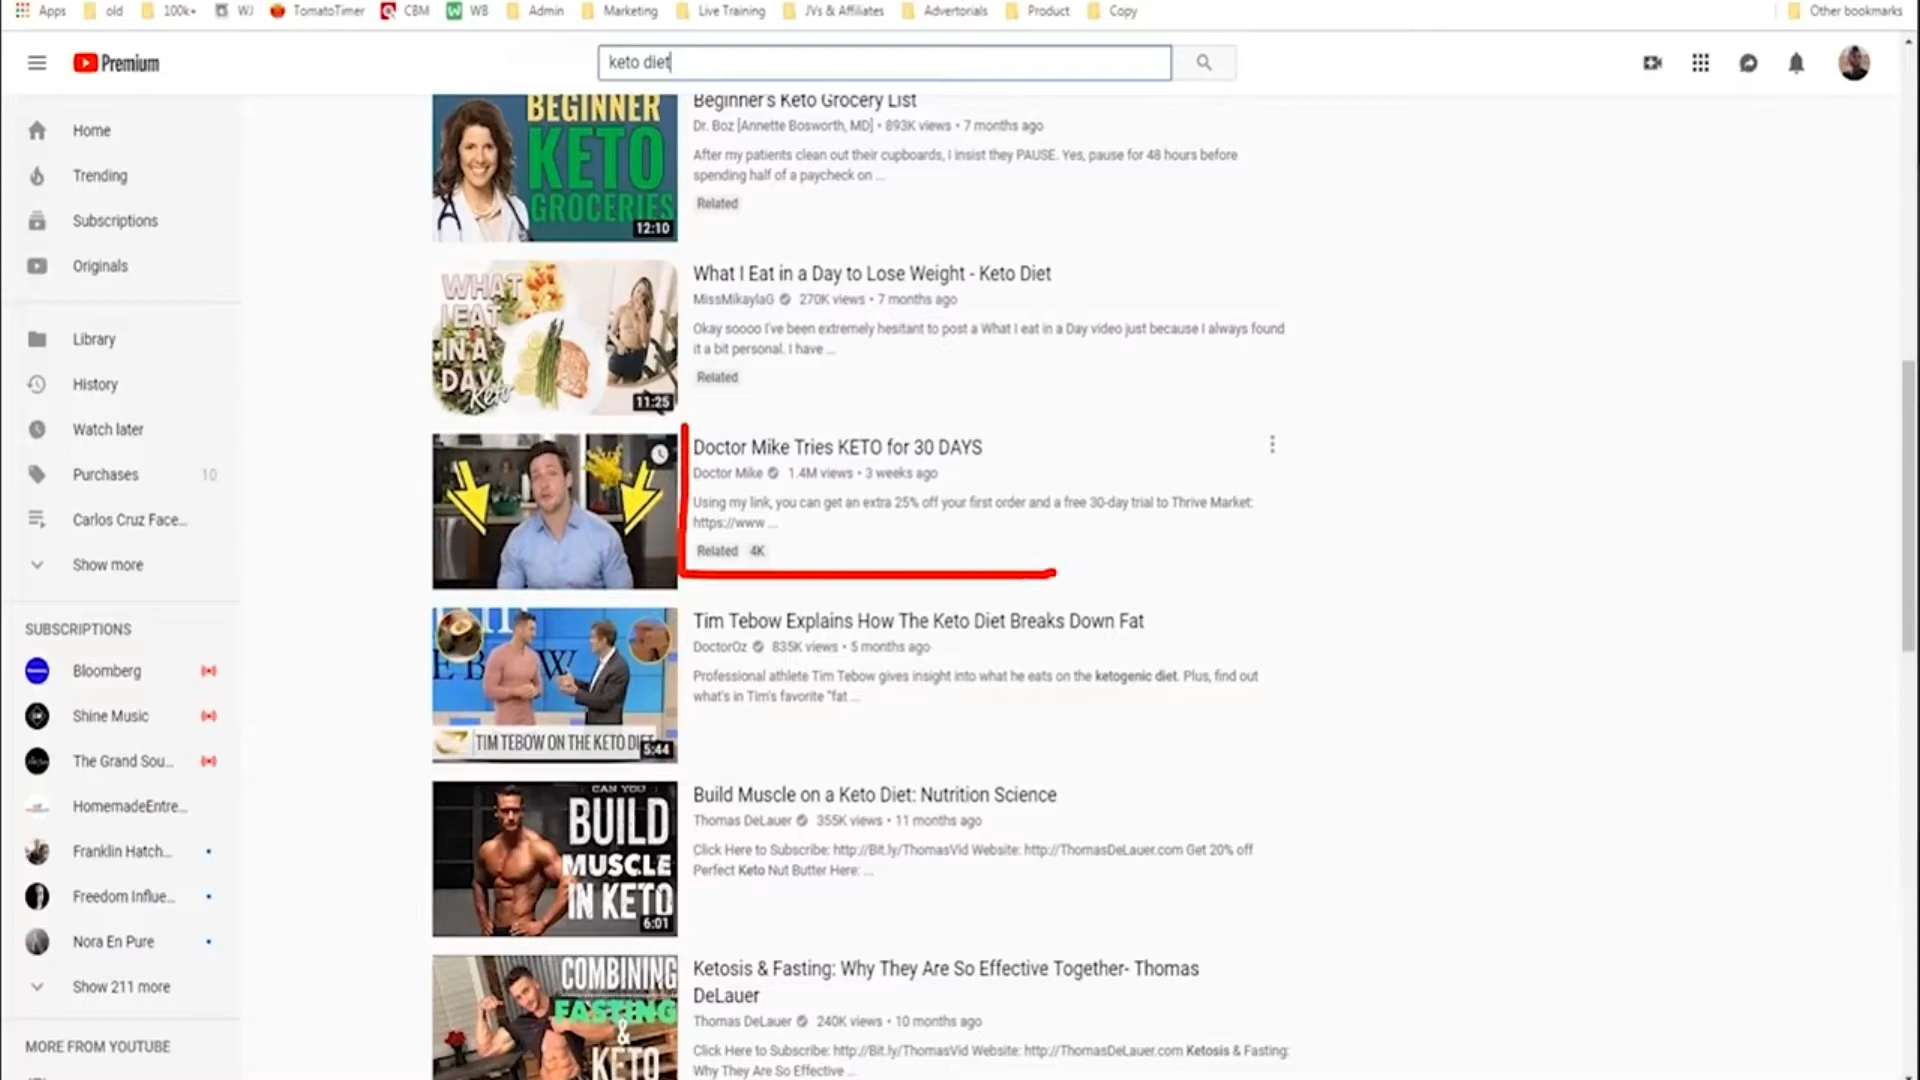 Apps old 100k+ WJ TomatoTimer CBM WB Admin Marketing Live Training JVs & Affiliates Advertorials Product Copy Other bookmarks
Premium
keto diet
Home
Trending
Subscriptions
Originals
Library
History
Watch later
Purchases 10
Carlos Cruz Face...
Show more
SUBSCRIPTIONS
Bloomberg
Shine Music
The Grand Sou...
HomemadeEntre...
Franklin Hatch...
Freedom Influe...
Nora En Pure
Show 211 more
MORE FROM YOUTUBE
BEGINNER
KETO
GROCERIES
12:10
Beginner's Keto Grocery List
Dr. Boz [Annette Bosworth, MD] • 893K views • 7 months ago
After my patients clean out their cupboards, I insist they PAUSE. Yes, pause for 48 hours before
spending half of a paycheck on ...
Related
WHAT
I EAT
IN A
DAY
Keto
11:25
What I Eat in a Day to Lose Weight - Keto Diet
MissMikaylaG 270K views • 7 months ago
Okay soooo I've been extremely hesitant to post a What I eat in a Day video just because I always found
it a bit personal. I have ...
Related
Doctor Mike Tries KETO for 30 DAYS
Doctor Mike 1.4M views • 3 weeks ago
Using my link, you can get an extra 25% off your first order and a free 30-day trial to Thrive Market:
https://www ...
Related 4K
TIM TEBOW ON THE KETO DIET
5:44
Tim Tebow Explains How The Keto Diet Breaks Down Fat
DoctorOz 835K views • 5 months ago
Professional athlete Tim Tebow gives insight into what he eats on the ketogenic diet. Plus, find out
what's in Tim's favorite "fat ...
CAN YOU
BUILD
MUSCLE
IN KETO
6:01
Build Muscle on a Keto Diet: Nutrition Science
Thomas DeLauer 355K views • 11 months ago
Click Here to Subscribe: http://Bit.ly/ThomasVid Website: http://ThomasDeLauer.com Get 20% off
Perfect Keto Nut Butter Here: ...
COMBINING
FASTING
&
KETO
Ketosis & Fasting: Why They Are So Effective Together- Thomas
DeLauer
Thomas DeLauer 240K views • 10 months ago
Click Here to Subscribe: http://Bit.ly/ThomasVid Website: http://ThomasDeLauer.com Ketosis & Fasting:
Why They Are So Effective ...